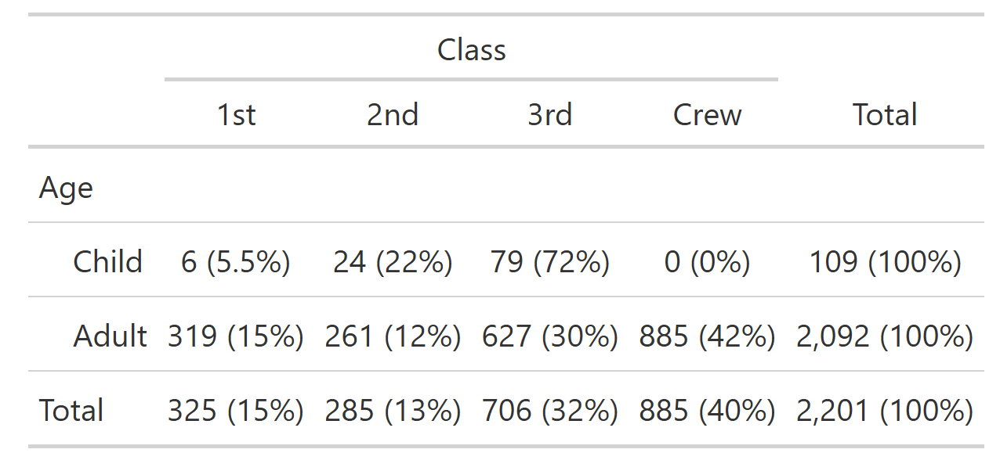 Class
1st 2nd 3rd Crew Total
Age
Child 6 (5.5%) 24 (22%) 79 (72%) 0 (0%) 109 (100%)
Adult 319 (15%) 261 (12%) 627 (30%) 885 (42%) 2,092 (100%)
Total 325 (15%) 285 (13%) 706 (32%) 885 (40%) 2,201 (100%)